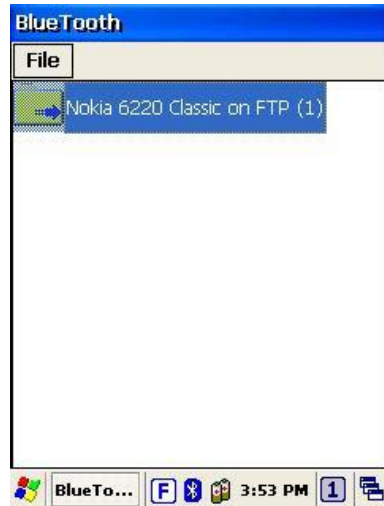 BlueTooth
File
Nokia 6220 Classic on FTP (1)
BlueTo... F 3:53 PM 1